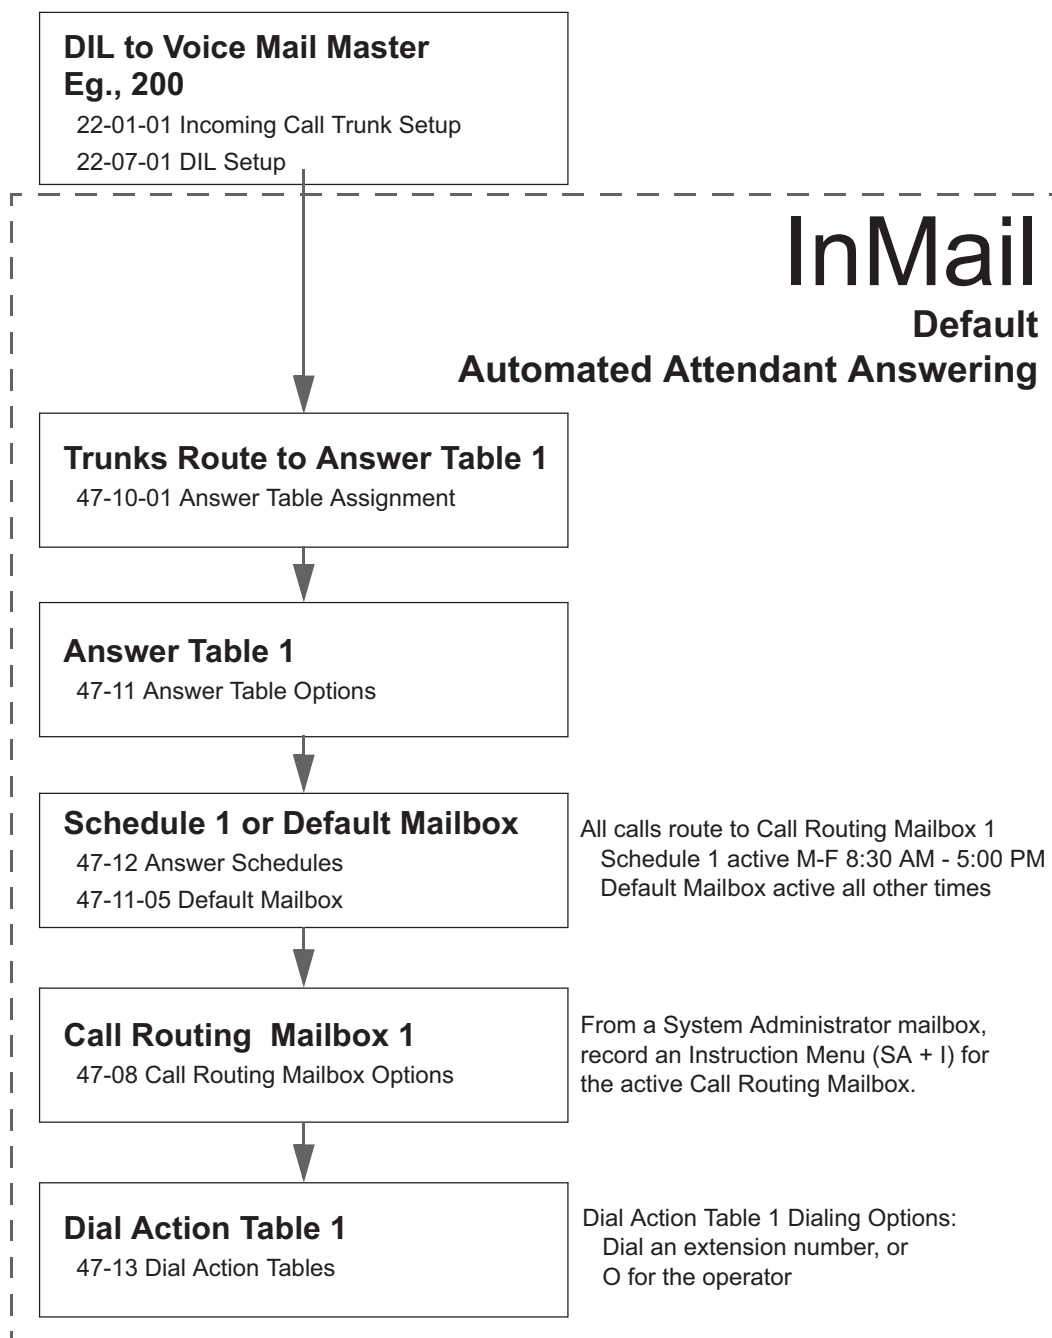 DIL to Voice Mail Master
Eg., 200
22-01-01 Incoming Call Trunk Setup
22-07-01 DIL Setup
InMail
Default
Automated Attendant Answering
Trunks Route to Answer Table 1
47-10-01 Answer Table Assignment
Answer Table 1
47-11 Answer Table Options
Schedule 1 or Default Mailbox
47-12 Answer Schedules
47-11-05 Default Mailbox
All calls route to Call Routing Mailbox 1
Schedule 1 active M-F 8:30 AM - 5:00 PM
Default Mailbox active all other times
Call Routing  Mailbox 1
47-08 Call Routing Mailbox Options
From a System Administrator mailbox,
record an Instruction Menu (SA + I) for
the active Call Routing Mailbox.
Dial Action Table 1
47-13 Dial Action Tables
Dial Action Table 1 Dialing Options:
Dial an extension number, or
O for the operator